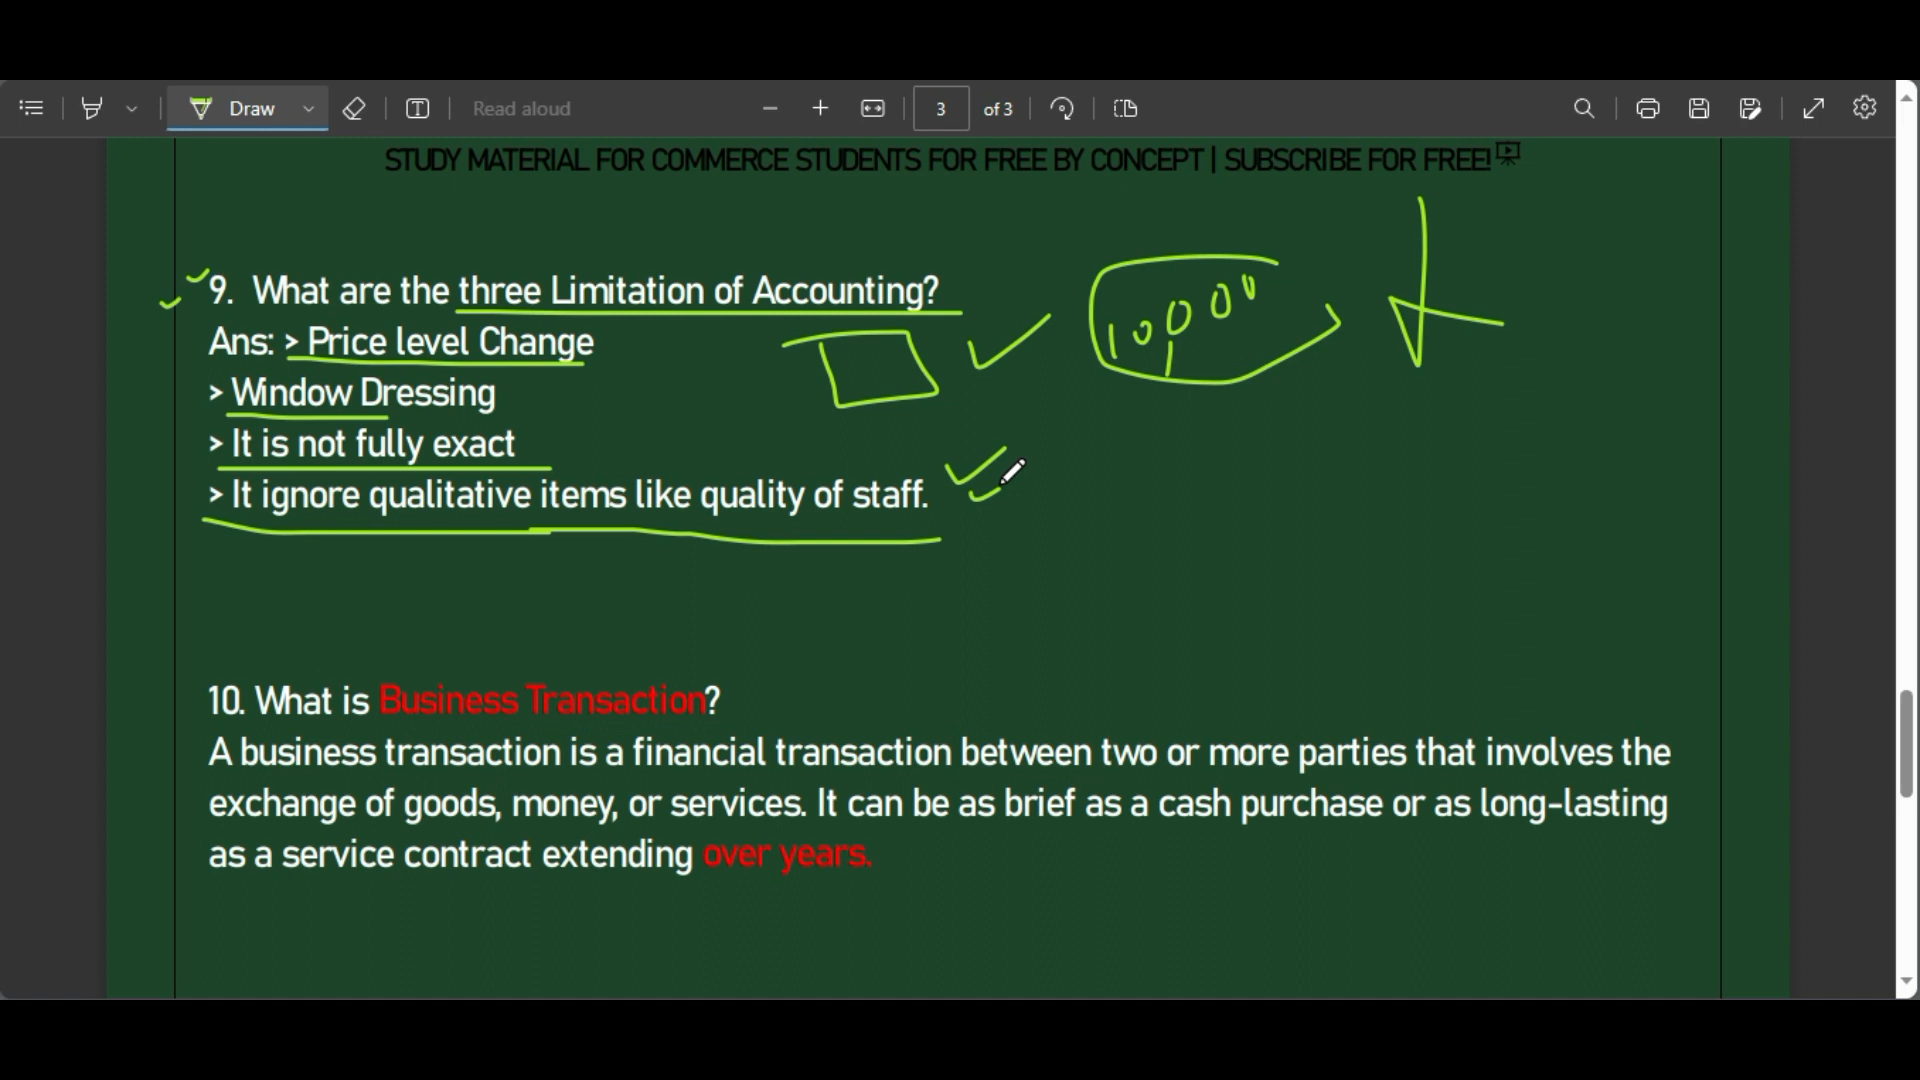 Draw
Read aloud
3 of 3
STUDY MATERIAL FOR COMMERCE STUDENTS FOR FREE BY CONCEPT | SUBSCRIBE FOR FREE!
9. What are the three Limitation of Accounting?
Ans: > Price level Change
> Window Dressing
> It is not fully exact
> It ignore qualitative items like quality of staff.
10,000
10. What is Business Transaction?
A business transaction is a financial transaction between two or more parties that involves the
exchange of goods, money, or services. It can be as brief as a cash purchase or as long-lasting
as a service contract extending over years.